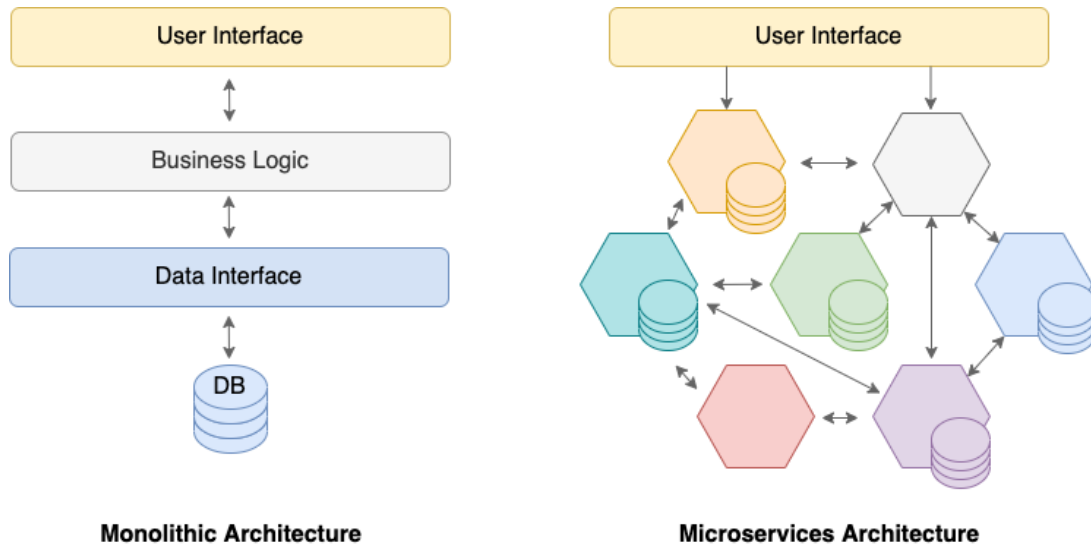 User Interface
Business Logic
Data Interface
DB
Monolithic Architecture
User Interface
Microservices Architecture